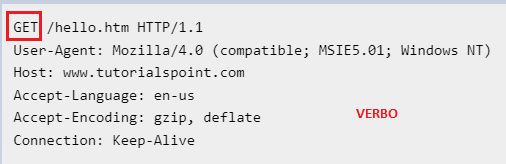 GET /hello.htm HTTP/1.1
User-Agent: Mozilla/4.0 (compatible; MSIE5.01; Windows NT)
Host: www.tutorialspoint.com
Accept-Language: en-us
Accept-Encoding: gzip, deflate
VERBO
Connection: Keep-Alive